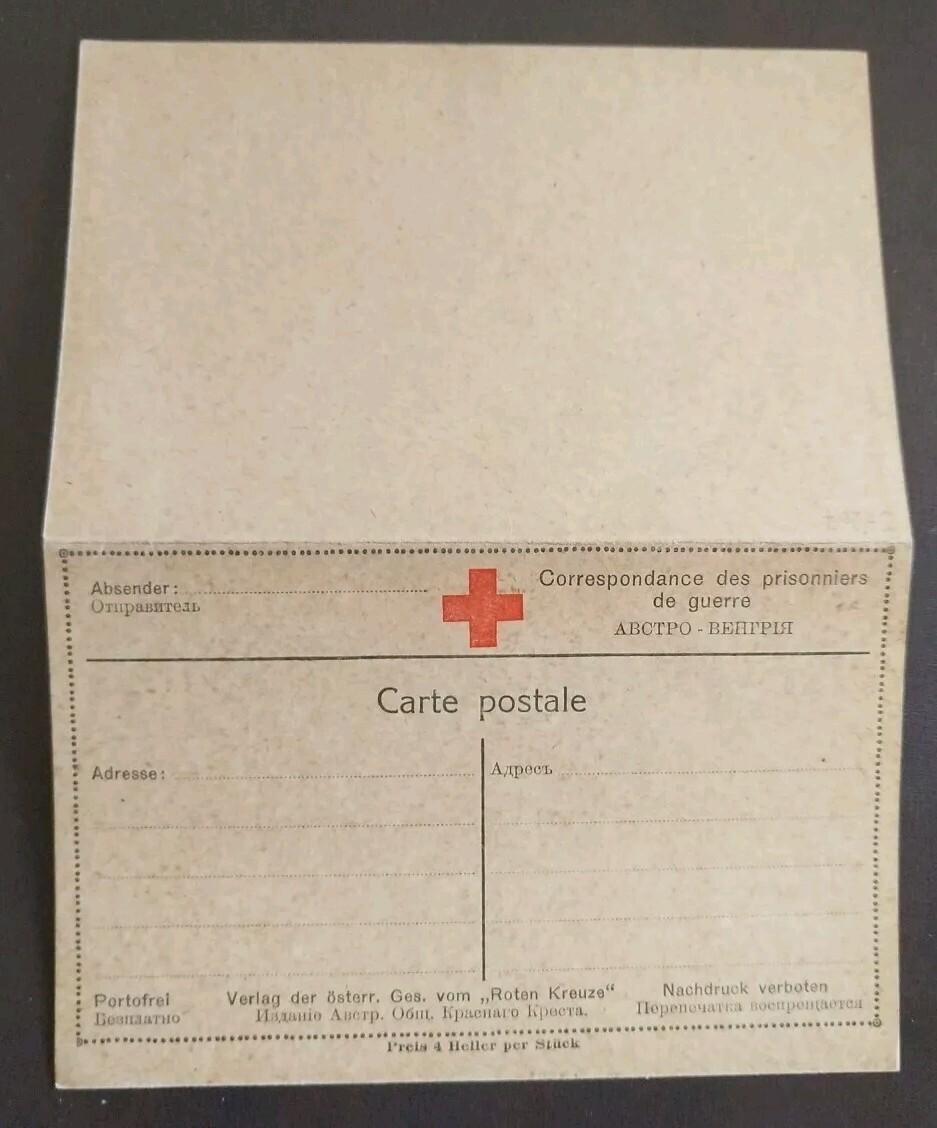 Absender:
Отправитель
Correspondance des prisonniers
de guerre
АВСТРО - ВЕНГРІЯ
Carte postale
Adresse:
Адресъ
Portofrei
Безплатно
Verlag der österr. Ges. vom „Roten Kreuze“
Изданіе Австр. Общ. Краснаго Креста.
Nachdruck verboten
Перепечатка воспрещается
Preis 4 Heller per Stück